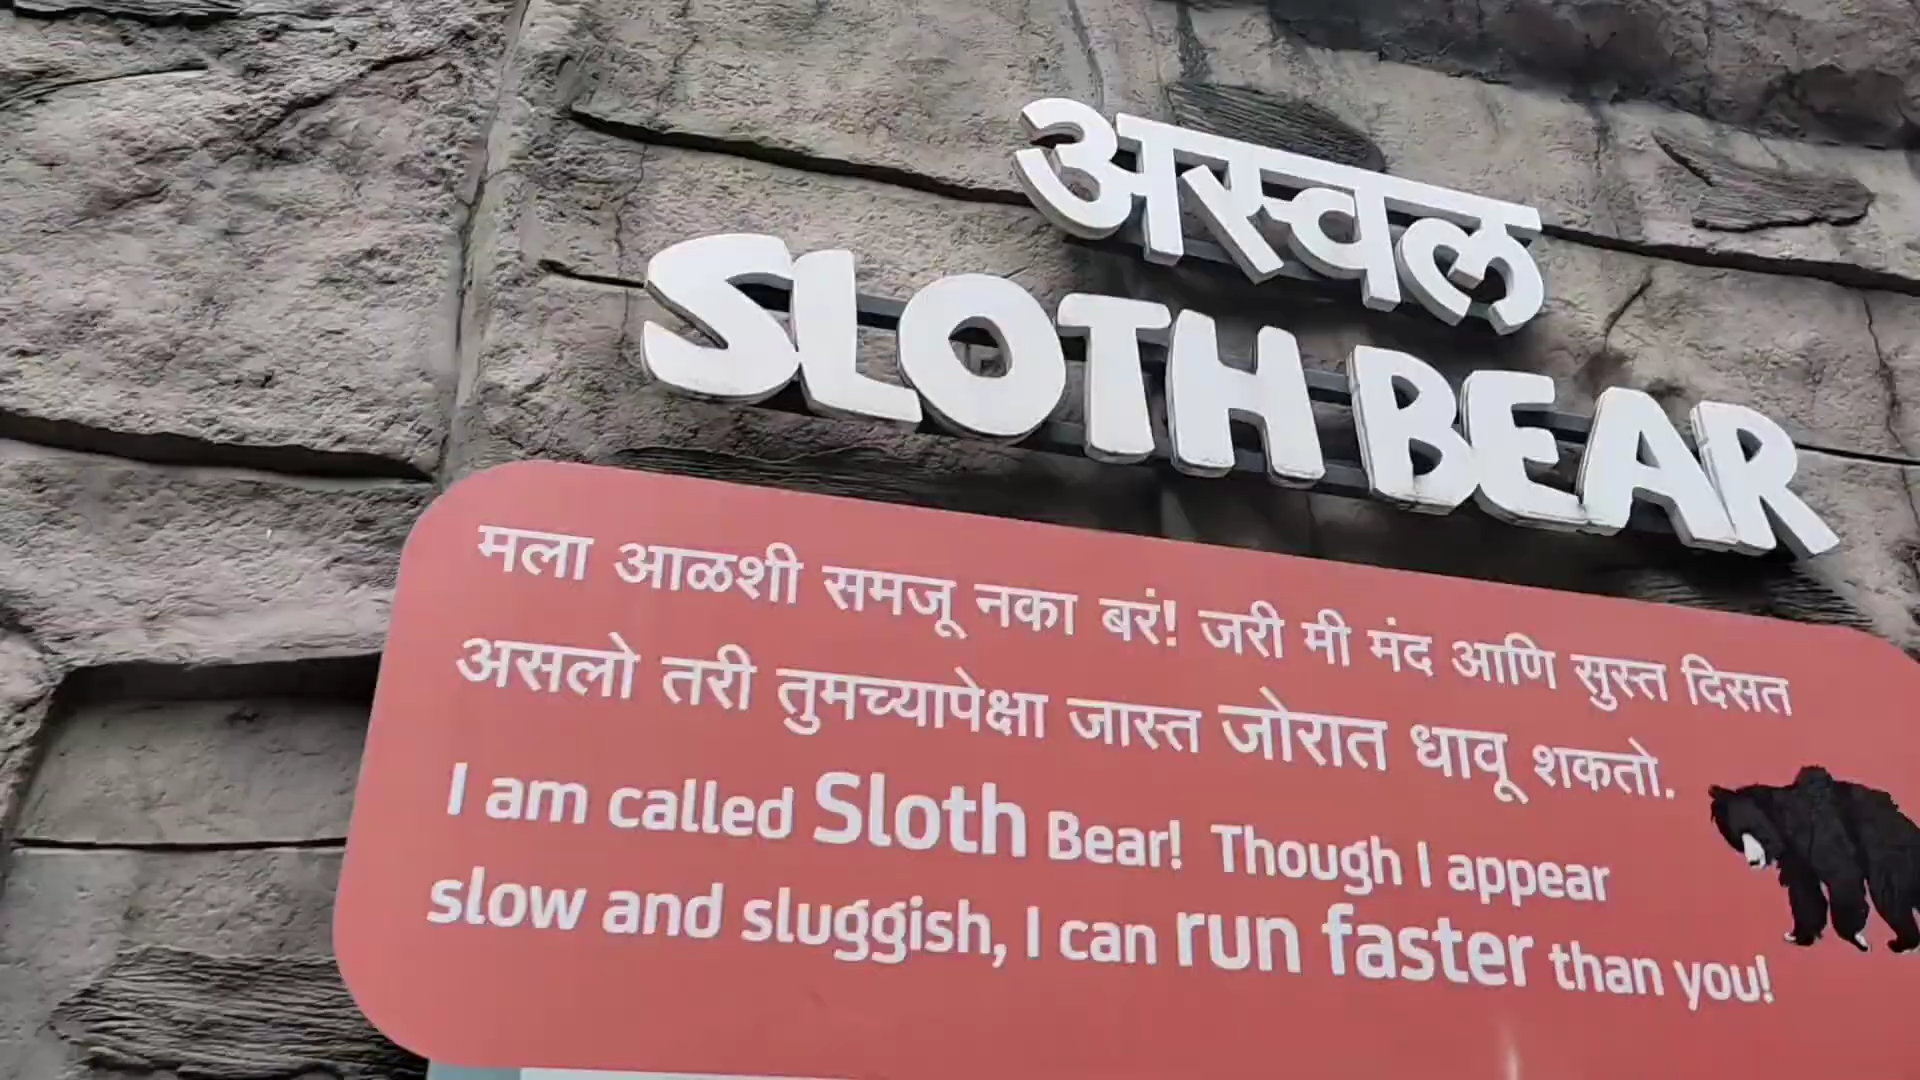 अस्वल
SLOTH BEAR
मला आळशी समजू नका बरं! जरी मी मंद आणि सुस्त दिसत
असलो तरी तुमच्यापेक्षा जास्त जोरात धावू शकतो.
I am called Sloth Bear! Though I appear
slow and sluggish, I can run faster than you!